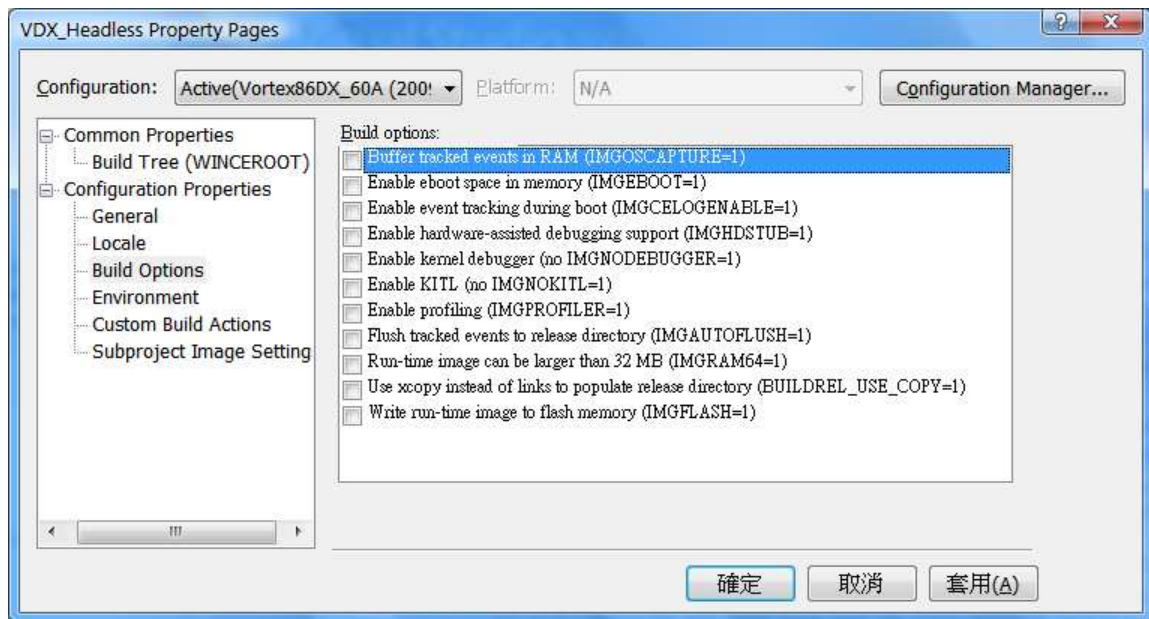 VDX_Headless Property Pages
Configuration: Active(Vortex86DX_60A (200 Platform: N/A Configuration Manager...
Common Properties
Build Tree (WINCEROOT)
Configuration Properties
General
Locale
Build Options
Environment
Custom Build Actions
Subproject Image Setting
Build options:
Buffer tracked events in RAM (IMGOSCAPTURE=1)
Enable eboot space in memory (IMGEBOOT=1)
Enable event tracking during boot (IMGCELOGENABLE=1)
Enable hardware-assisted debugging support (IMGHDSTUB=1)
Enable kernel debugger (no IMGNODEBUGGER=1)
Enable KITL (no IMGNOKITL=1)
Enable profiling (IMGPROFILER=1)
Flush tracked events to release directory (IMGAUTOFLUSH=1)
Run-time image can be larger than 32 MB (IMGRAM64=1)
Use xcopy instead of links to populate release directory (BUILDREL_USE_COPY=1)
Write run-time image to flash memory (IMGFLASH=1)
確定 取消 套用(A)